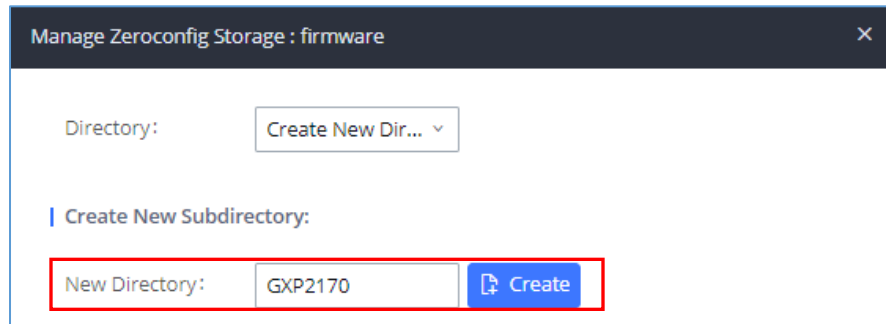 Manage Zeroconfig Storage : firmware
Directory:
Create New Dir...
Create New Subdirectory:
New Directory:
GXP2170
Create